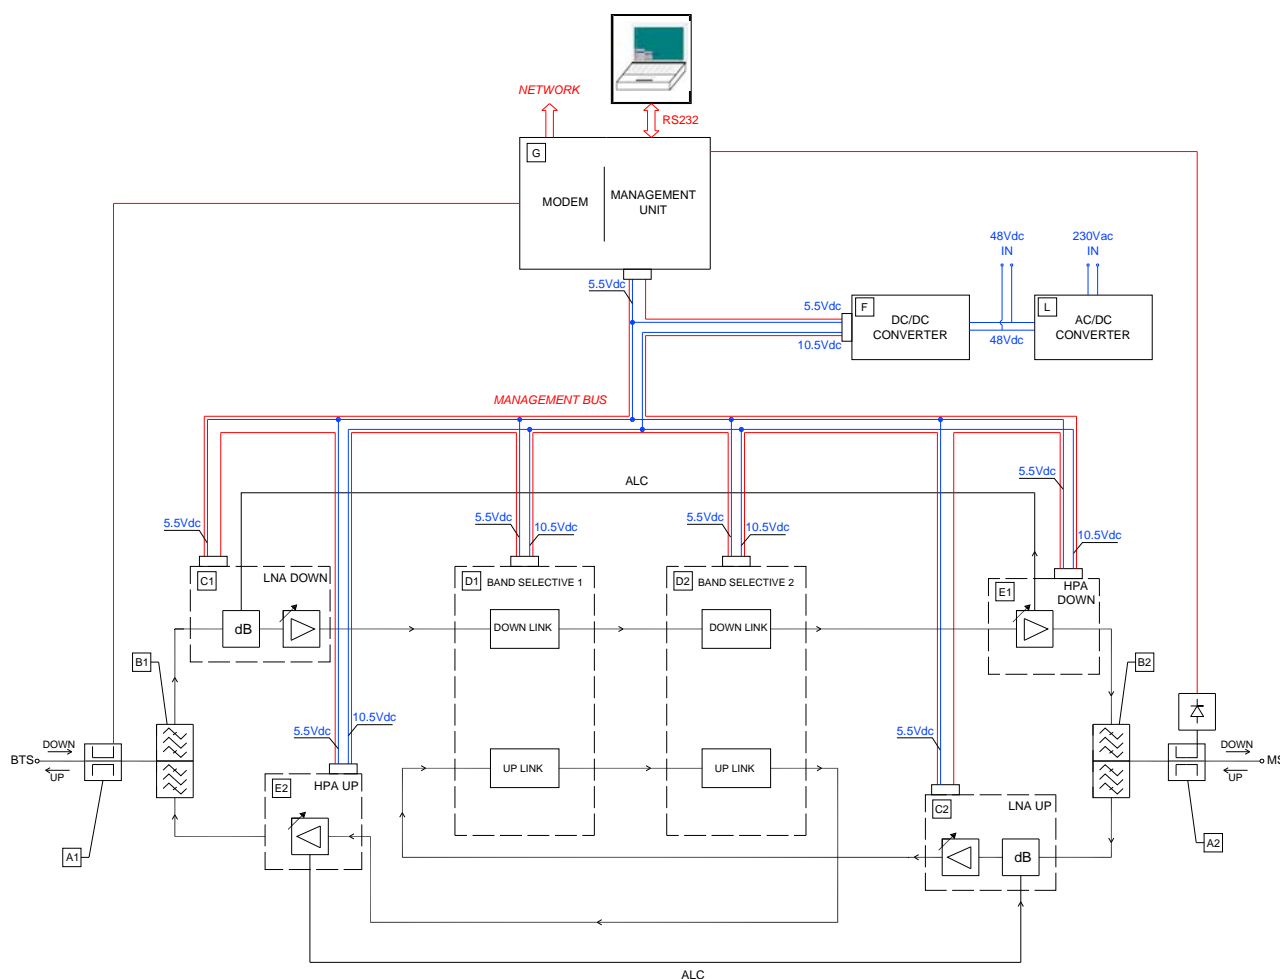 NETWORK
RS232
G
MODEM
MANAGEMENT
UNIT
48Vdc
IN
230Vac
IN
5.5Vdc
5.5Vdc
F
DC/DC
CONVERTER
L
AC/DC
CONVERTER
10.5Vdc
48Vdc
MANAGEMENT BUS
ALC
5.5Vdc
5.5Vdc
10.5Vdc
5.5Vdc
10.5Vdc
5.5Vdc
10.5Vdc
C1
LNA DOWN
D1
BAND SELECTIVE 1
D2
BAND SELECTIVE 2
E1
HPA
DOWN
dB
DOWN LINK
DOWN LINK
B1
B2
5.5Vdc
10.5Vdc
5.5Vdc
BTS
DOWN
UP
DOWN
UP
MS
UP LINK
UP LINK
E2
HPA UP
C2
LNA UP
dB
A1
A2
ALC